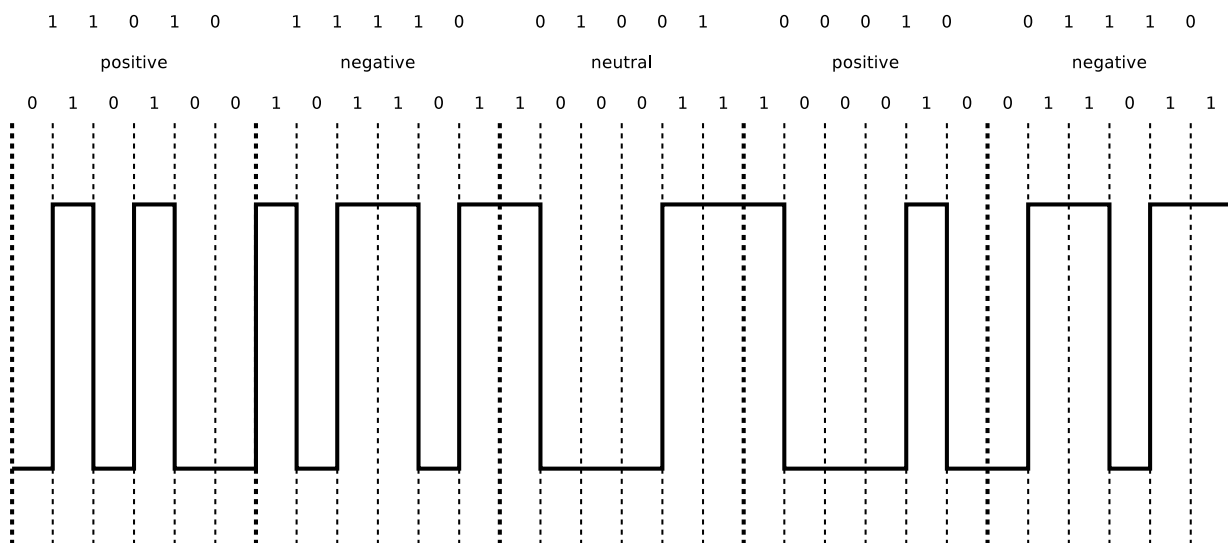 1 1 0 1 0 1 1 1 1 0 0 1 0 0 1 0 0 0 1 0 0 1 1 1 0
positive negative neutral positive negative
0 1 0 1 0 0 1 0 1 1 0 1 1 0 0 0 1 1 1 0 0 0 1 0 0 1 1 0 1 1